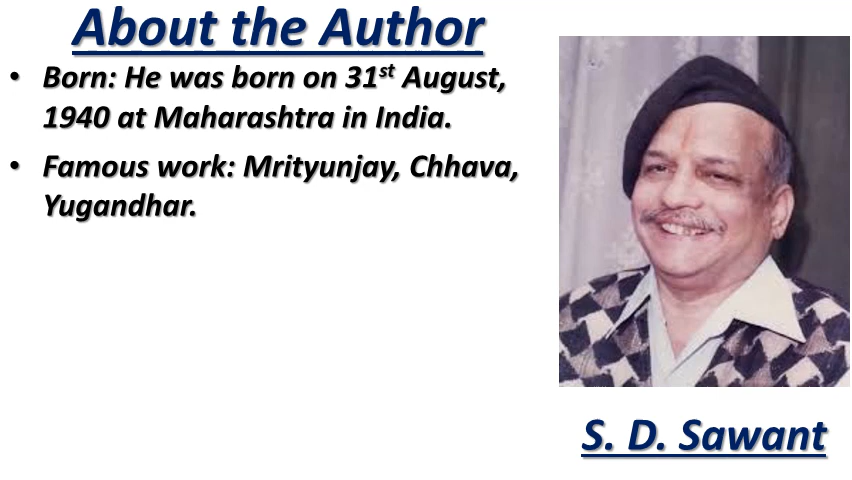 About the Author
• Born: He was born on 31st August,
1940 at Maharashtra in India.
• Famous work: Mrityunjay, Chhava,
Yugandhar.
S. D. Sawant